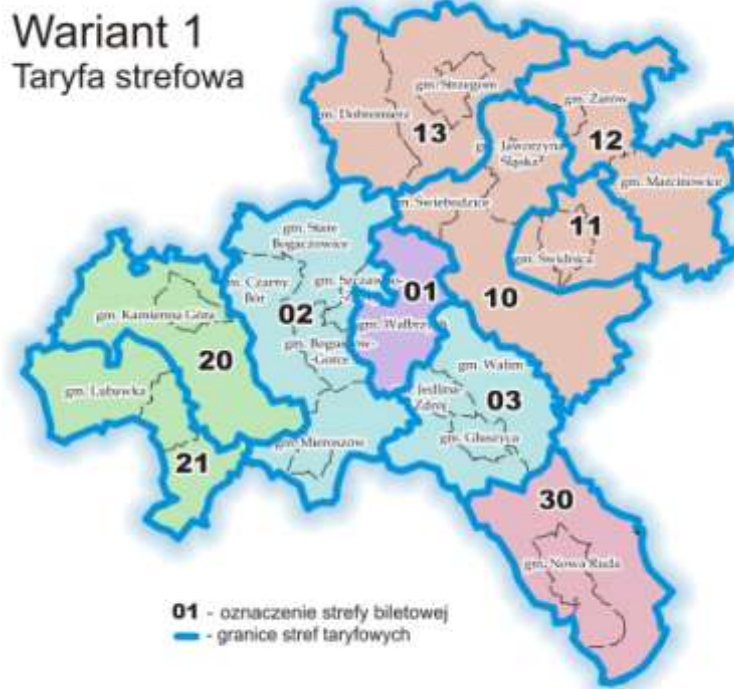 Wariant 1
Taryfa strefowa
gm. Strzegom
gm. Żarów
m. Dobromierz
13
12
gm. Jaworzyna
Śląska
gm. Marcinowice
m. Świebodzice
11
gm. Stare
Bogaczowice
gm. Świdnica
m. Czarny
Bór
gm. Szczawno-
01
10
02
gm. Kamienna Góra
gm. Wałbrzych
gm. Boguszów
-Gorce
20
gm. Walim
gm. Lubawka
Jedlina-
Zdrój
03
gm. Głuszyca
gm. Mieroszów
21
30
gm. Nowa Ruda
01 - oznaczenie strefy biletowej
- granice stref taryfowych